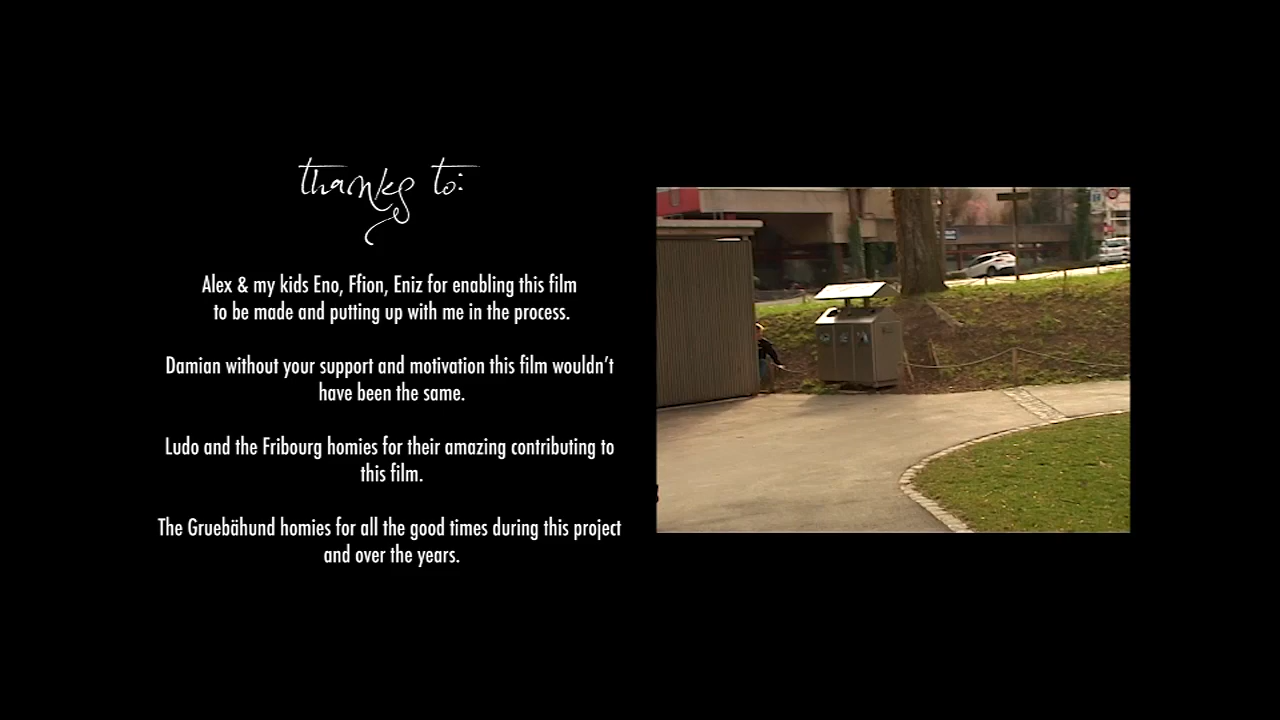 thanks to:
Alex & my kids Eno, Ffion, Eniz for enabling this film
to be made and putting up with me in the process.
Damian without your support and motivation this film wouldn't
have been the same.
Ludo and the Fribourg homies for their amazing contributing to
this film.
The Gruebähund homies for all the good times during this project
and over the years.